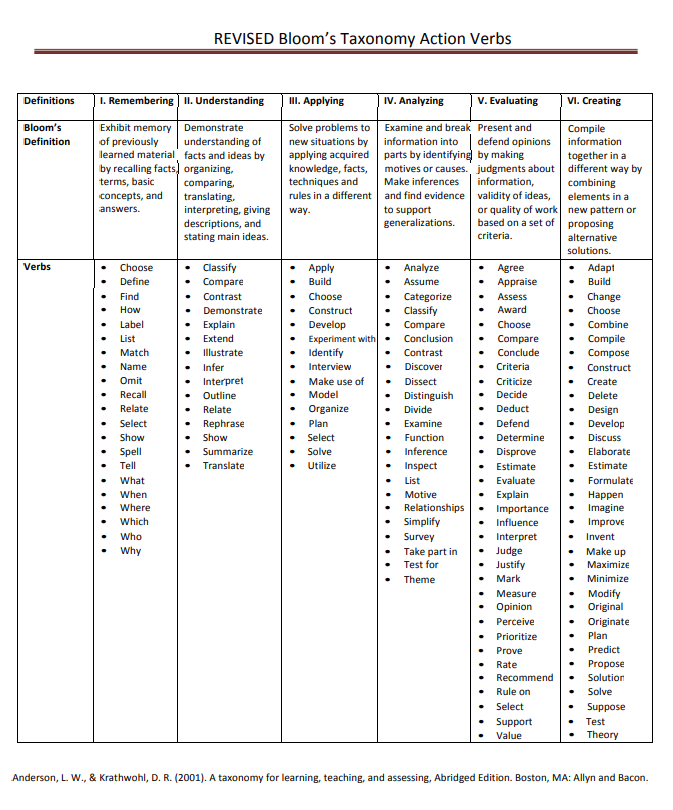 REVISED Bloom's Taxonomy Action Verbs
Definitions
I. Remembering
II. Understanding
III. Applying
IV. Analyzing
V. Evaluating
VI. Creating
Bloom's
Definition
Exhibit memory
of previously
learned material
by recalling facts,
terms, basic
concepts, and
answers.
Demonstrate
understanding of
facts and ideas by
organizing,
comparing,
translating,
interpreting, giving
descriptions, and
stating main ideas.
Solve problems to
new situations by
applying acquired
knowledge, facts,
techniques and
rules in a different
way.
Examine and break
information into
parts by identifying
motives or causes.
Make inferences
and find evidence
to support
generalizations.
Present and
defend opinions
by making
judgments about
information,
validity of ideas,
or quality of work
based on a set of
criteria.
Compile
information
together in a
different way by
combining
elements in a
new pattern or
proposing
alternative
solutions.
Verbs
• Choose
• Define
• Find
• How
• Label
• List
• Match
• Name
• Omit
• Recall
• Relate
• Select
• Show
• Spell
• Tell
• What
• When
• Where
• Which
• Who
• Why
• Classify
• Compare
• Contrast
• Demonstrate
• Explain
• Extend
• Illustrate
• Infer
• Interpret
• Outline
• Relate
• Rephrase
• Show
• Summarize
• Translate
• Apply
• Build
• Choose
• Construct
• Develop
• Experiment with
• Identify
• Interview
• Make use of
• Model
• Organize
• Plan
• Select
• Solve
• Utilize
• Analyze
• Assume
• Categorize
• Classify
• Compare
• Conclusion
• Contrast
• Discover
• Dissect
• Distinguish
• Divide
• Examine
• Function
• Inference
• Inspect
• List
• Motive
• Relationships
• Simplify
• Survey
• Take part in
• Test for
• Theme
• Agree
• Appraise
• Assess
• Award
• Choose
• Compare
• Conclude
• Criteria
• Criticize
• Decide
• Deduct
• Defend
• Determine
• Disprove
• Estimate
• Evaluate
• Explain
• Importance
• Influence
• Interpret
• Judge
• Justify
• Mark
• Measure
• Opinion
• Perceive
• Prioritize
• Prove
• Rate
• Recommend
• Rule on
• Select
• Support
• Value
• Adapt
• Build
• Change
• Choose
• Combine
• Compile
• Compose
• Construct
• Create
• Delete
• Design
• Develop
• Discuss
• Elaborate
• Estimate
• Formulate
• Happen
• Imagine
• Improve
• Invent
• Make up
• Maximize
• Minimize
• Modify
• Original
• Originate
• Plan
• Predict
• Propose
• Solution
• Solve
• Suppose
• Test
• Theory
Anderson, L. W., & Krathwohl, D. R. (2001). A taxonomy for learning, teaching, and assessing, Abridged Edition. Boston, MA: Allyn and Bacon.